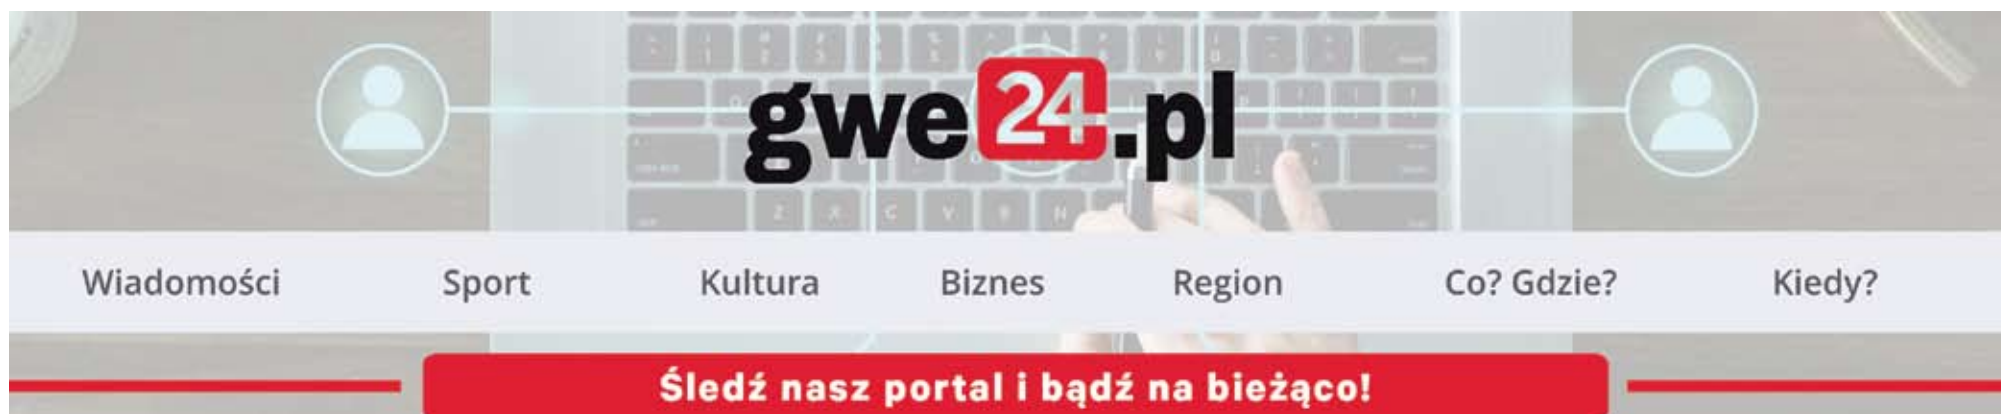 gwe24.pl
Wiadomości Sport Kultura Biznes Region Co? Gdzie? Kiedy?
Śledź nasz portal i bądź na bieżąco!